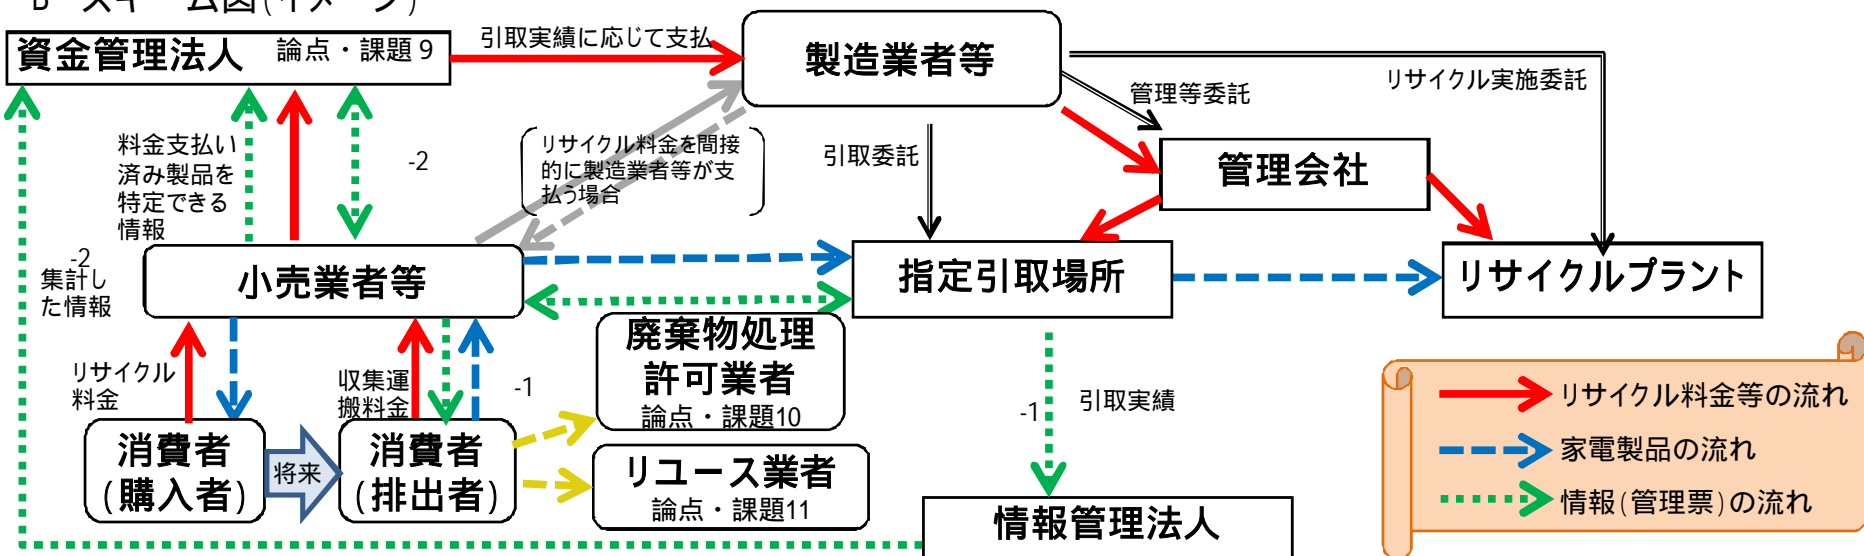 B スキーム図(イメージ)
資金管理法人 論点・課題9
引取実績に応じて支払
製造業者等
リサイクル実施委託
管理等委託
料金支払い
済み製品を
特定できる
情報
-2
リサイクル料金を間接
的に製造業者等が支
払う場合
引取委託
管理会社
-2
集計し
た情報
小売業者等
指定引取場所
リサイクルプラント
リサイクル
料金
収集運
搬料金
-1
廃棄物処理
許可業者
論点・課題10
-1
引取実績
消費者
(購入者)
将来
消費者
(排出者)
リユース業者
論点・課題11
情報管理法人
リサイクル料金等の流れ
家電製品の流れ
情報(管理票)の流れ